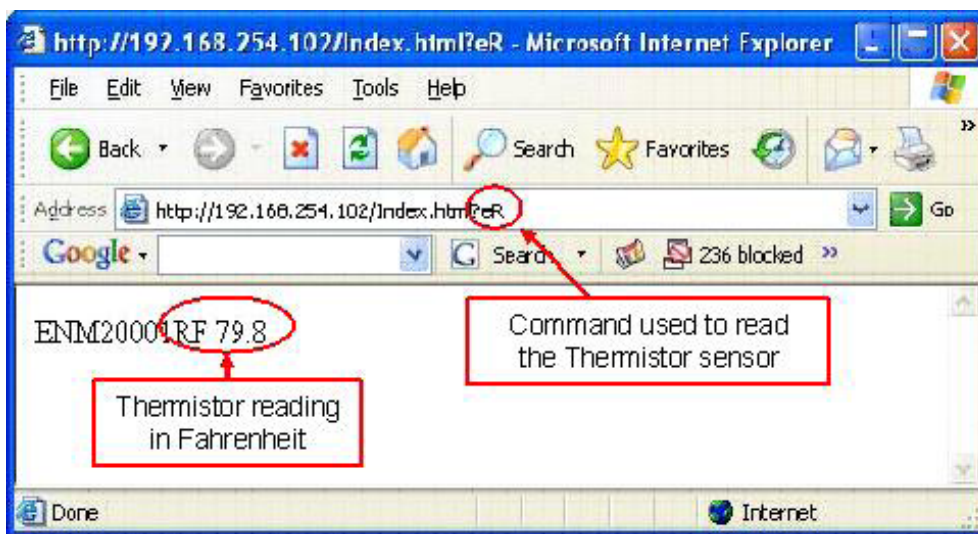 http://192.168.254.102/Index.html?eR - Microsoft Internet Explorer
File Edit View Favorites Tools Help
Back Search Favorites
Address http://192.168.254.102/Index.html?eR Go
Google Search 236 blocked
ENM20001RF 79.8
Command used to read
the Thermistor sensor
Thermistor reading
in Fahrenheit
Done Internet